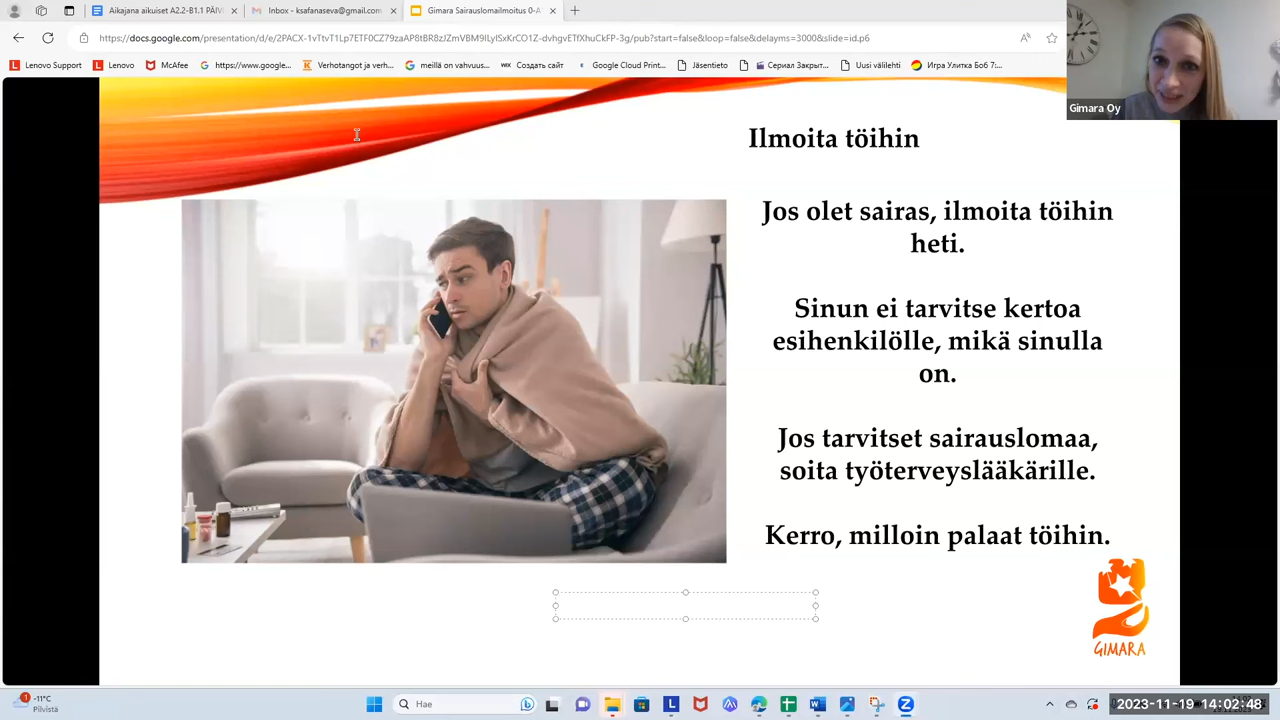 Aikajana aikuiset A2.2-B1.1 PÄIV
Inbox - ksafanaseva@gmail.com
Gimara Sairauslomailmoitus 0-A
https://docs.google.com/presentation/d/e/2PACX-1vTtvT1Lp7ETF0CZ79zaAP8tBR8zJZmVBM9ILyISxKrCO1Z-dvhgvETfXhuCkFP-3g/pub?start=false&loop=false&delayms=3000&slide=id.p6
Lenovo Support
Lenovo
McAfee
https://www.google...
Verhotangot ja verh...
meillä on vahvuus...
Google Cloud Print...
Jäsentieto
Сериал Закрыт...
Uusi välilehti
Игра Улитка Боб 7:...
WIX Создать сайт
Gimara Oy
Ilmoita töihin
Jos olet sairas, ilmoita töihin
heti.
Sinun ei tarvitse kertoa
esihenkilölle, mikä sinulla
on.
Jos tarvitset sairauslomaa,
soita työterveyslääkärille.
Kerro, milloin palaat töihin.
GIMARA
1
-11°C
Pilvistä
Hae
2023-11-19 14:02:48